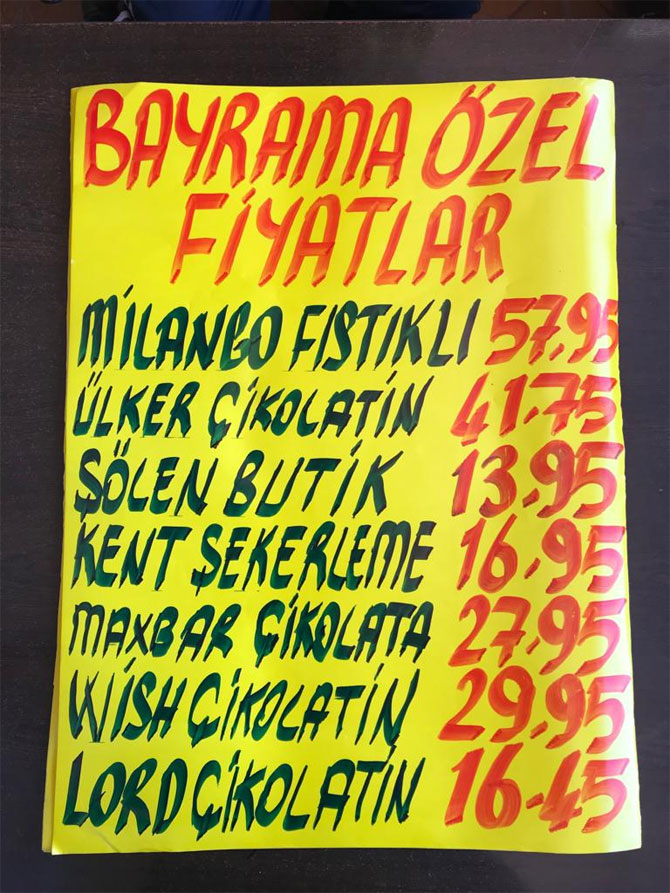 BAYRAMA ÖZEL
FİYATLAR
MİLANGO FISTIKLI 57,95
ÜLKER ÇİKOLATİN 41.75
ŞÖLEN BUTİK 13.95
KENT ŞEKERLEME 16.95
MAXBAR ÇİKOLATA 27.95
WİSH ÇİKOLATİN 29.95
LORD ÇİKOLATİN 16.45